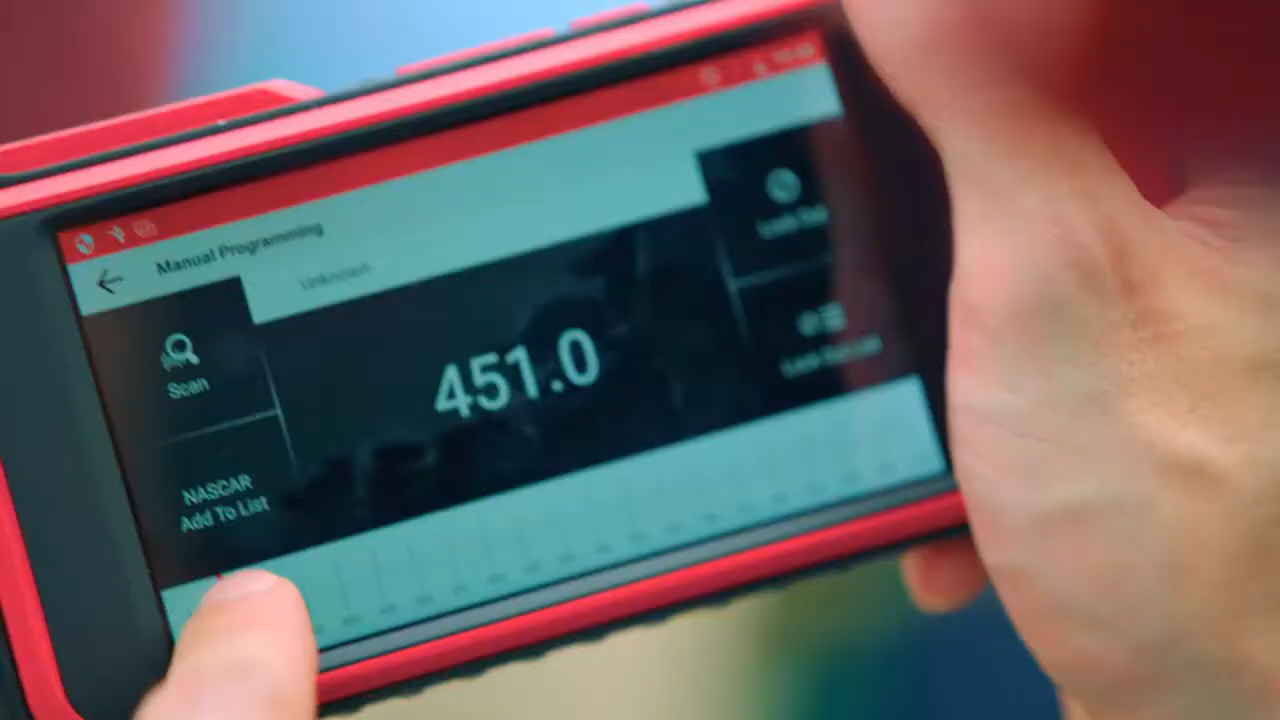 Manual Programming
Unknown
Scan
451.0
NASCAR
Add To List